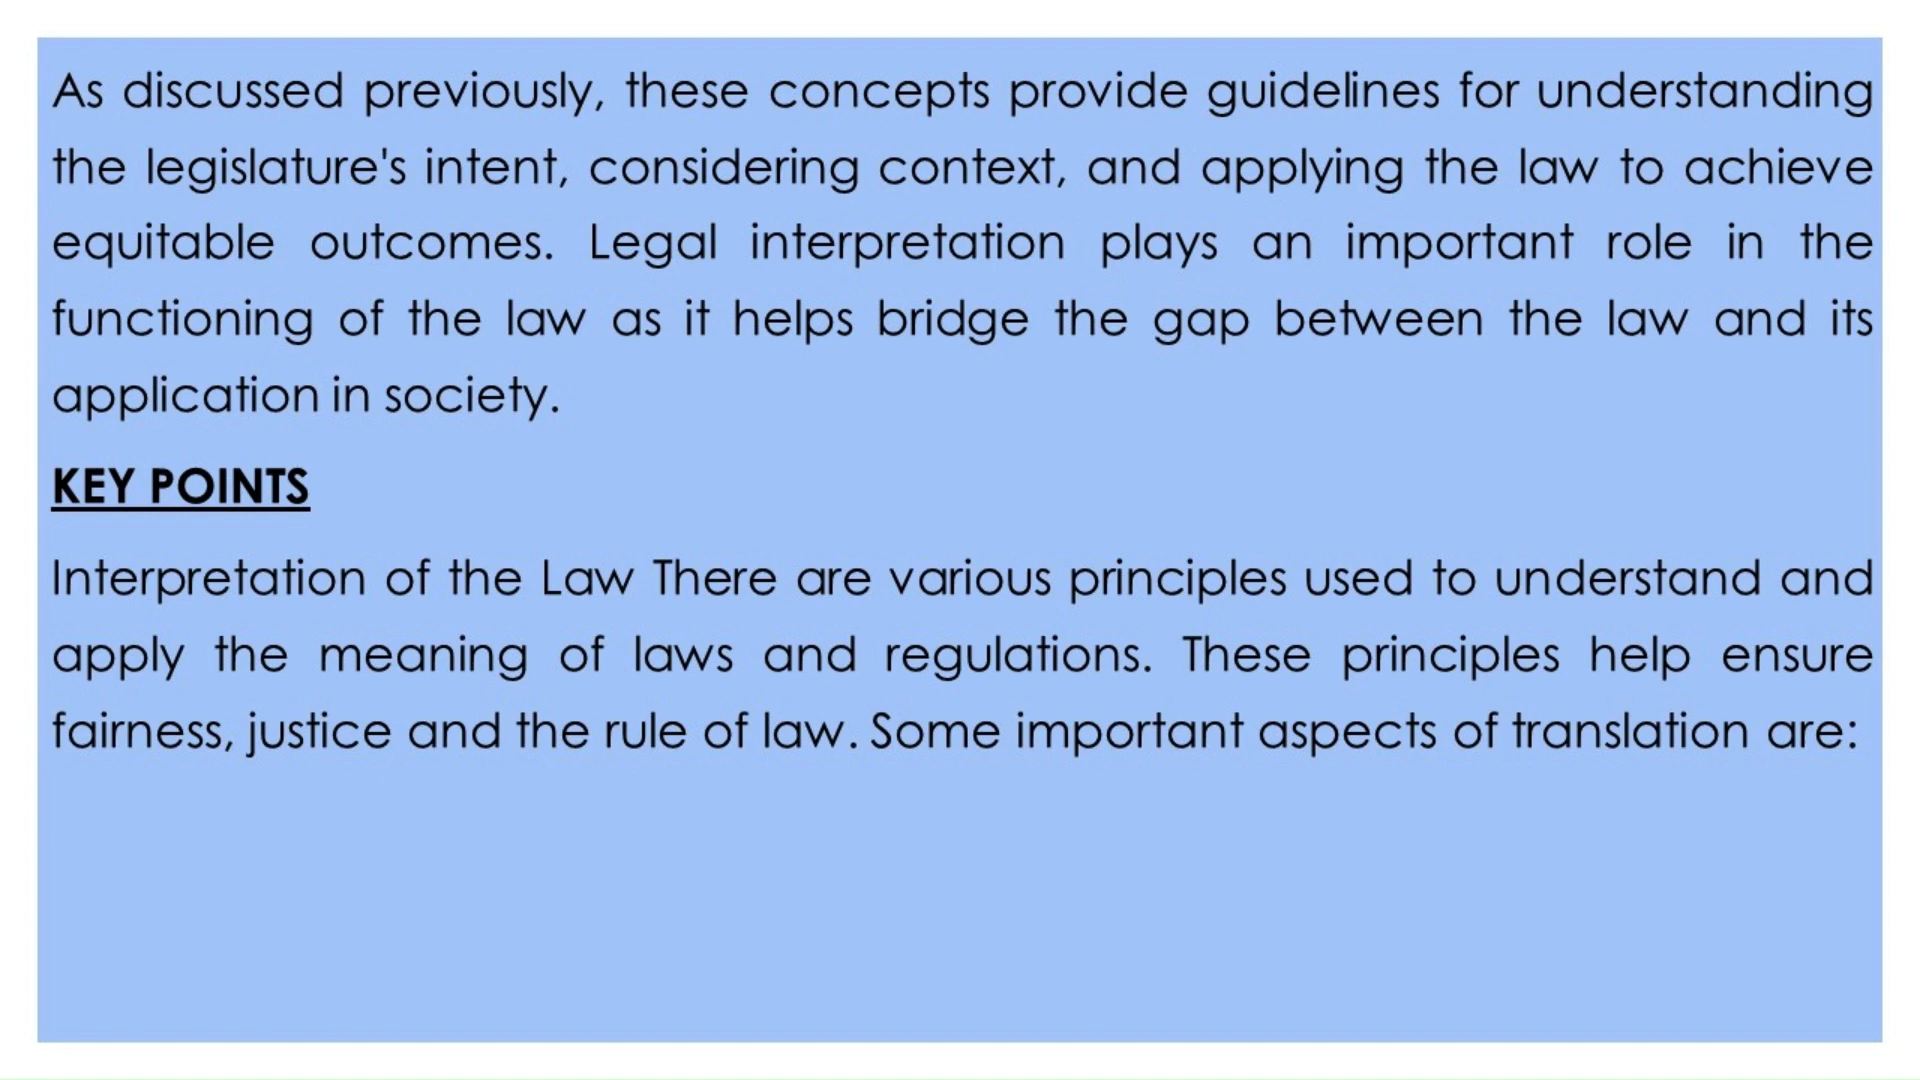 As discussed previously, these concepts provide guidelines for understanding
the legislature's intent, considering context, and applying the law to achieve
equitable outcomes. Legal interpretation plays an important role in the
functioning of the law as it helps bridge the gap between the law and its
application in society.
KEY POINTS
Interpretation of the Law There are various principles used to understand and
apply the meaning of laws and regulations. These principles help ensure
fairness, justice and the rule of law. Some important aspects of translation are: